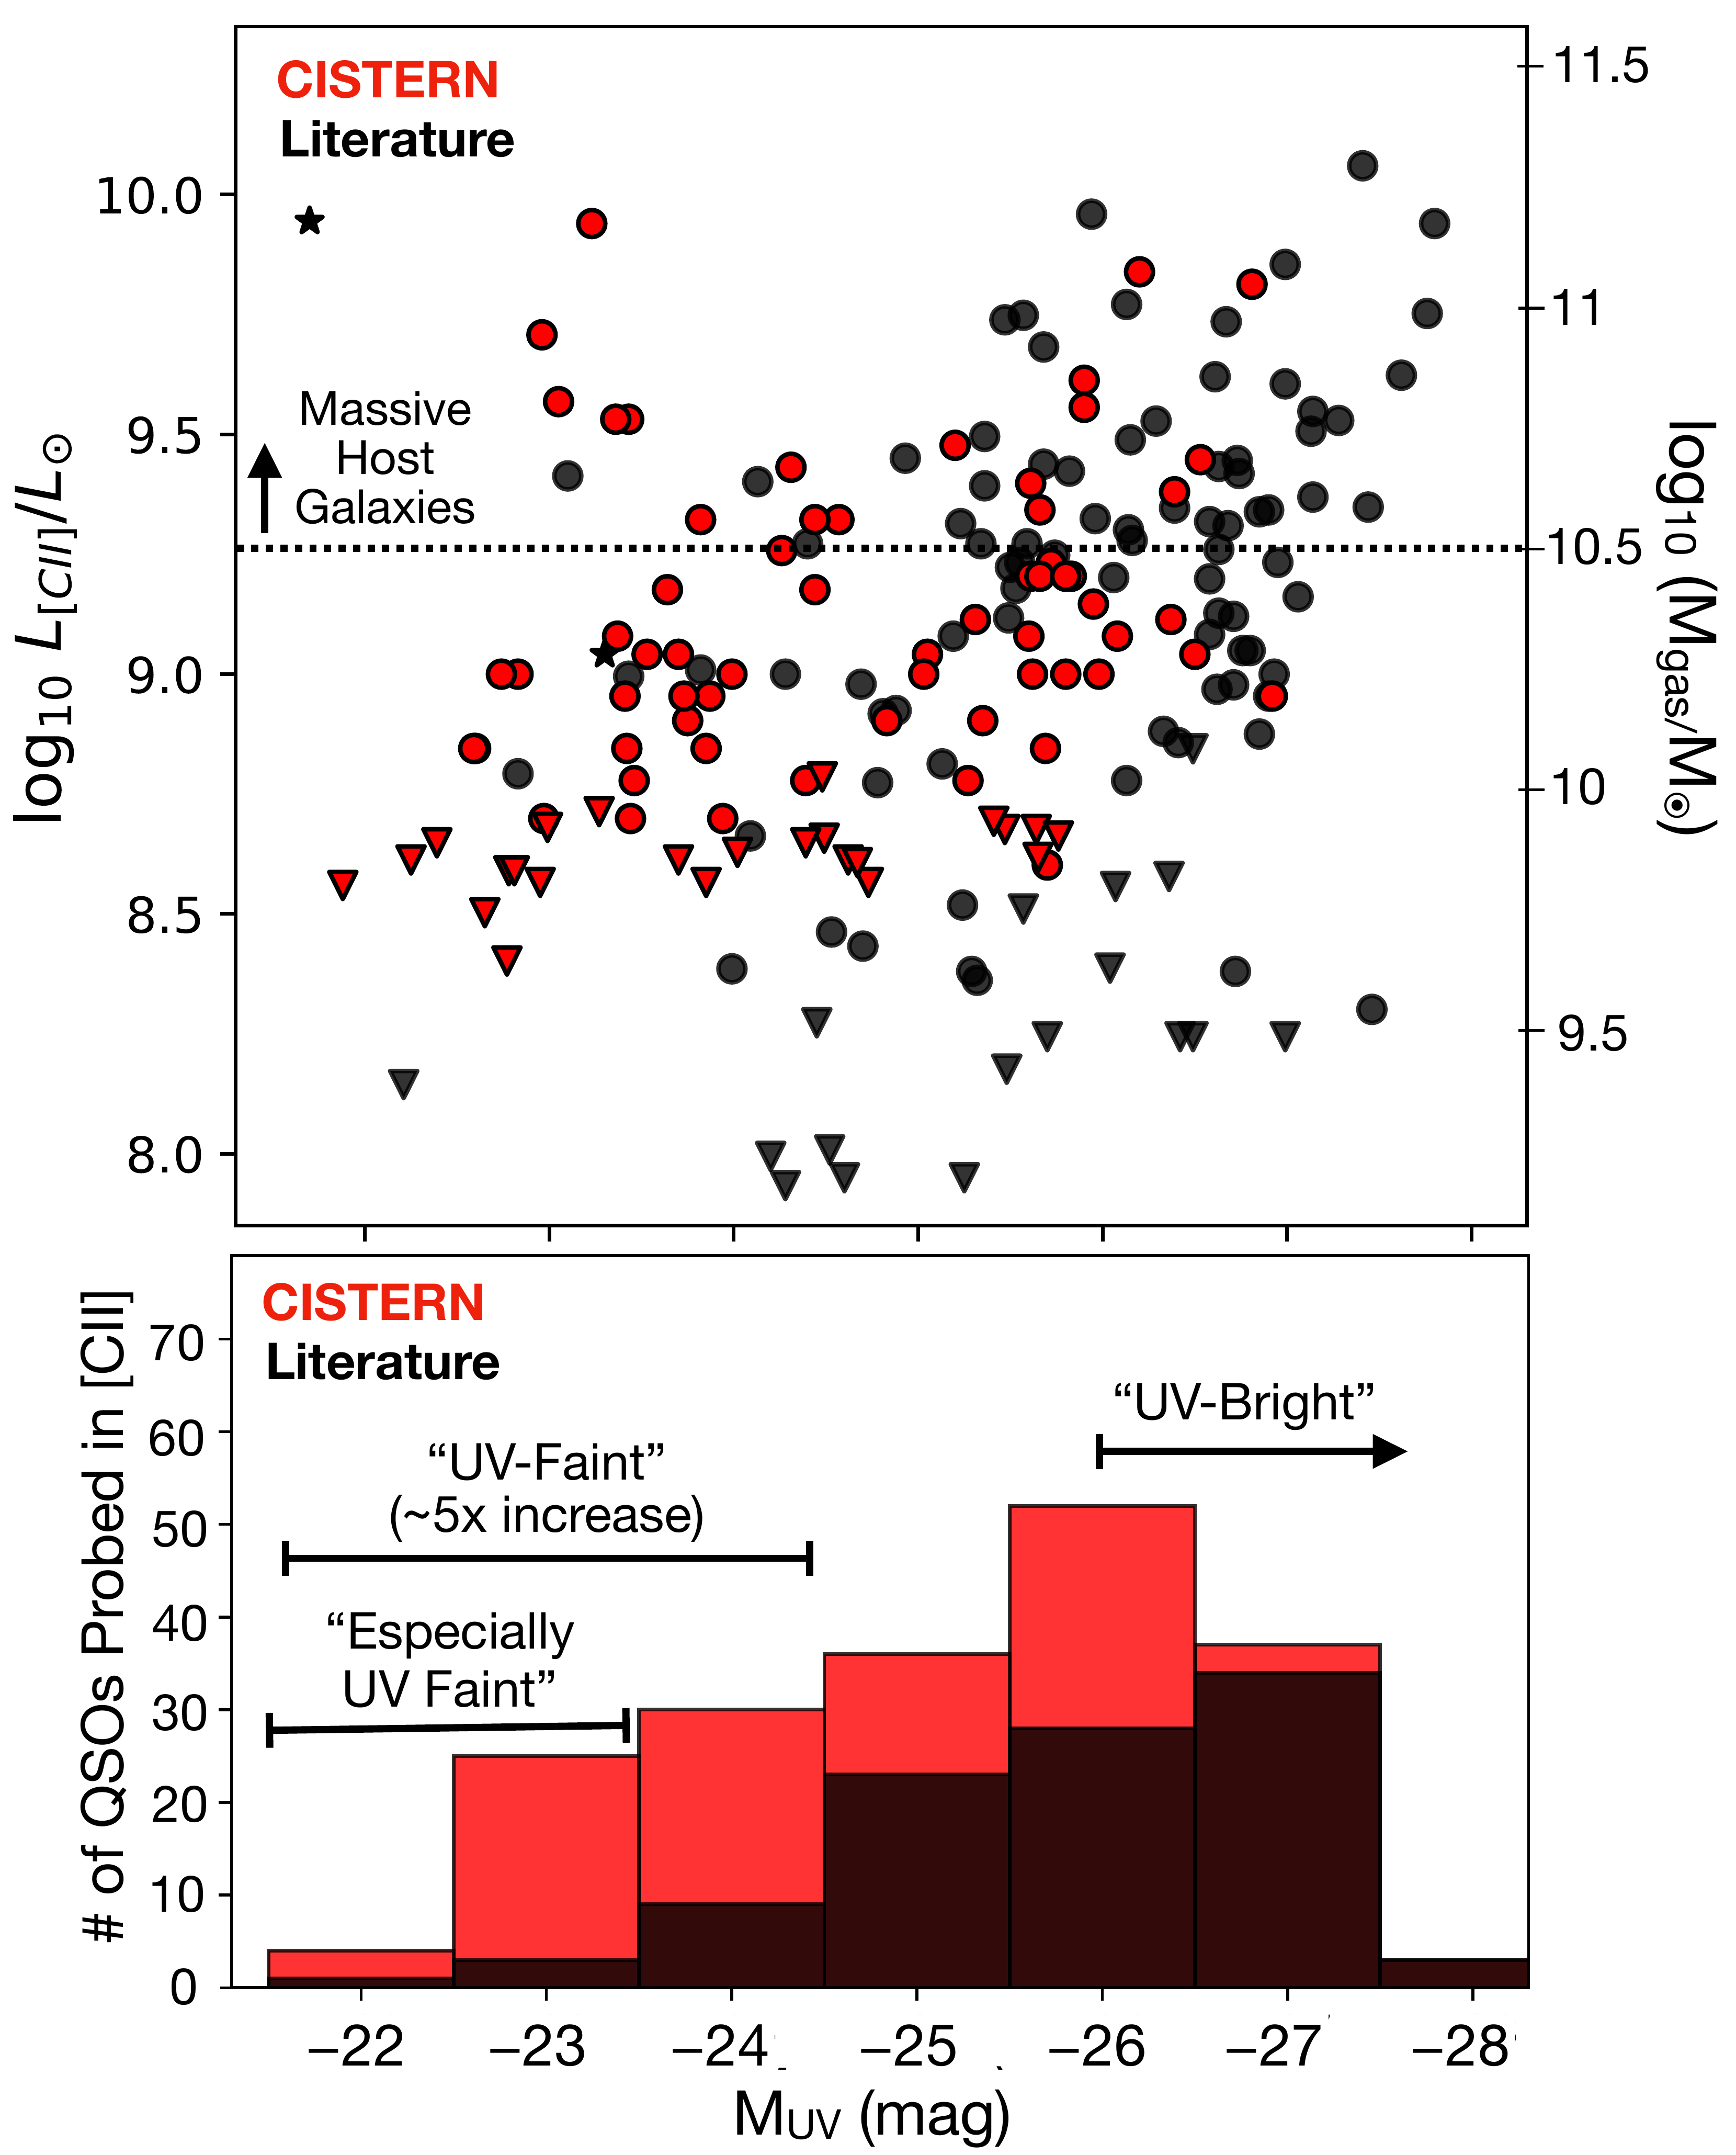 CISTERN
Literature
Massive
Host
Galaxies
log₁₀ L[CII]/L⊙
10.0
9.5
9.0
8.5
8.0
11.5
11
10.5
10
9.5
log₁₀ (Mgas/M⊙)
CISTERN
Literature
“UV-Bright”
“UV-Faint”
(~5x increase)
“Especially
UV Faint”
# of QSOs Probed in [CII]
70
60
50
40
30
20
10
0
−22 −23 −24 −25 −26 −27 −28
MUV (mag)